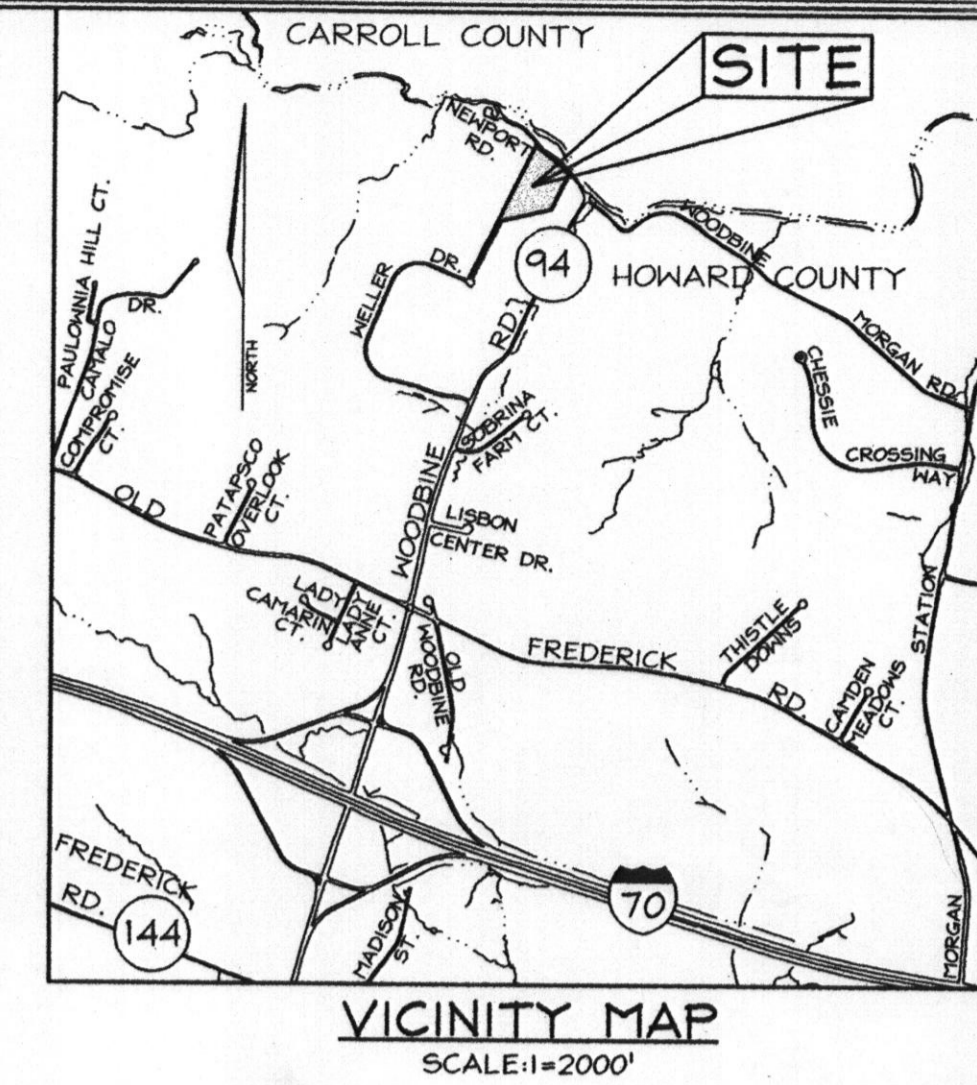 CARROLL COUNTY
SITE
NEWPORT
RD.
PAULOWNIA HILL CT.
CAMALO
DR.
COMPROMISE
CT.
NORTH
WELLER
DR.
94
RD.
WOODBINE
HOWARD COUNTY
MORGAN RD.
CHESSIE
CROSSING
WAY
SOBRINA
FARM CT.
OLD
PATAPSCO
OVERLOOK
CT.
WOODBINE
LISBON
CENTER DR.
LADY
CAMARIN
CT.
LADY
ANNE
CT.
OLD
WOODBINE
RD.
FREDERICK
RD.
THISTLE
DOWNS
CAMDEN
MEADOWS
CT.
STATION
MORGAN
FREDERICK
RD.
144
MADISON
ST.
70
VICINITY MAP
SCALE:1=2000'